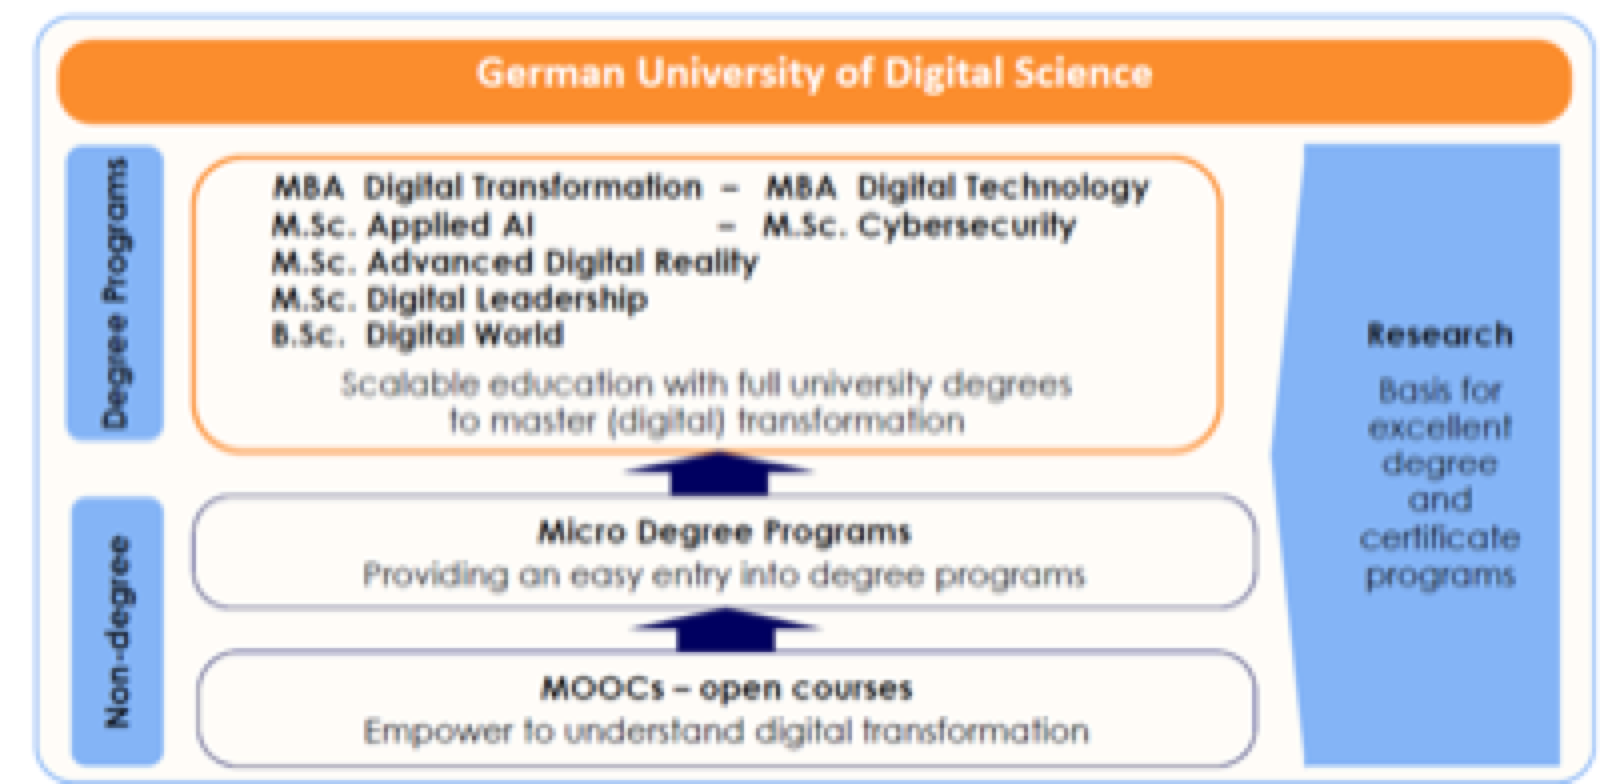 German University of Digital Science
Degree Programs
MBA Digital Transformation – MBA Digital Technology
M.Sc. Applied AI – M.Sc. Cybersecurity
M.Sc. Advanced Digital Reality
M.Sc. Digital Leadership
B.Sc. Digital World
Scalable education with full university degrees
to master (digital) transformation
Non-degree
Micro Degree Programs
Providing an easy entry into degree programs
MOOCs – open courses
Empower to understand digital transformation
Research
Basis for
excellent
degree
and
certificate
programs